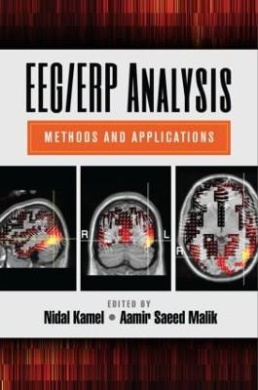 EEG/ERP ANALYSIS
METHODS AND APPLICATIONS
R L R
EDITED BY
Nidal Kamel • Aamir Saeed Malik